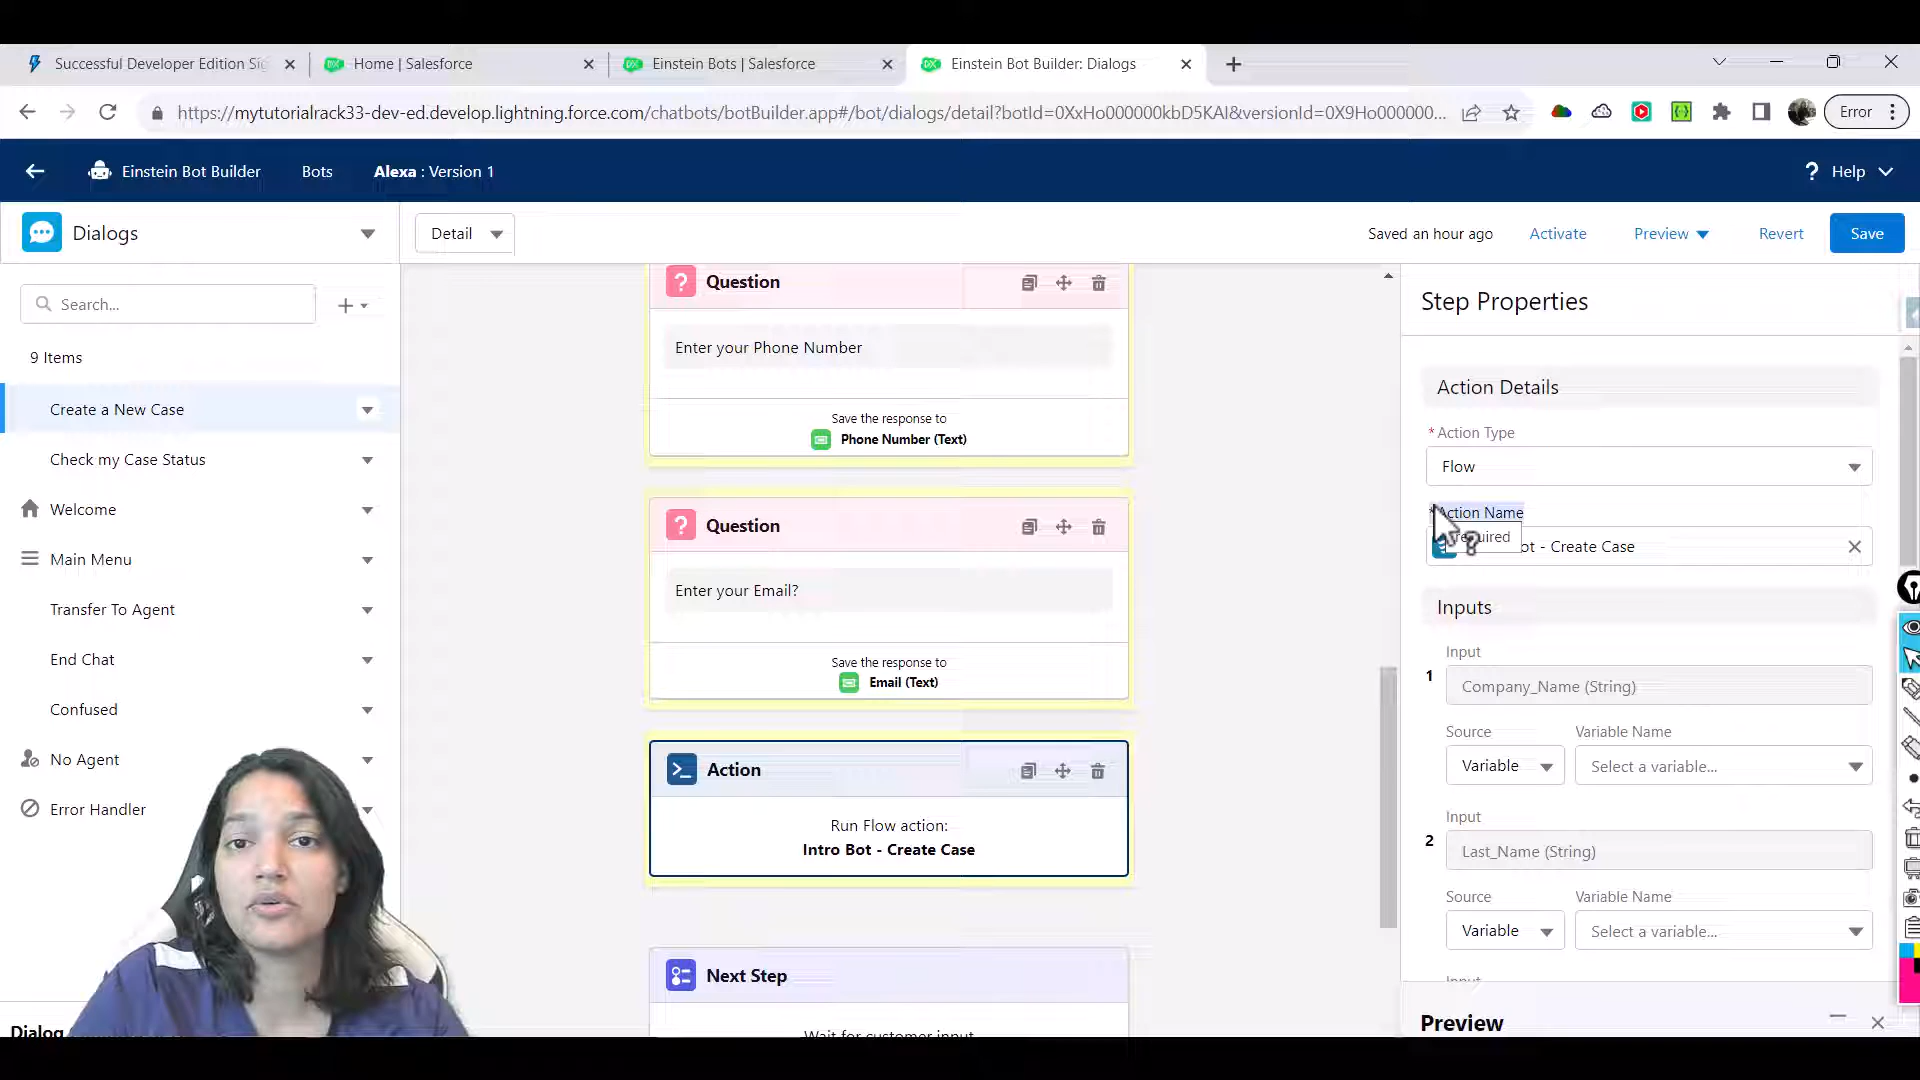 Successful Developer Edition Sig
Home | Salesforce
Einstein Bots | Salesforce
Einstein Bot Builder: Dialogs
https://mytutorialrack33-dev-ed.develop.lightning.force.com/chatbots/botBuilder.app#/bot/dialogs/detail?botId=0XxHo000000kbD5KAI&versionId=0X9Ho000000...
Error
Einstein Bot Builder
Bots
Alexa : Version 1
? Help
Dialogs
Detail
Saved an hour ago
Activate
Preview
Revert
Save
Search...
9 Items
Create a New Case
Check my Case Status
Welcome
Main Menu
Transfer To Agent
End Chat
Confused
No Agent
Error Handler
Dialog
? Question
Enter your Phone Number
Save the response to
Phone Number (Text)
? Question
Enter your Email?
Save the response to
Email (Text)
Action
Run Flow action:
Intro Bot - Create Case
Next Step
Wait for customer input
Step Properties
Action Details
* Action Type
Flow
* Action Name
required
ot - Create Case
Inputs
Input
1
Company_Name (String)
Source
Variable Name
Variable
Select a variable...
Input
2
Last_Name (String)
Source
Variable Name
Variable
Select a variable...
Input
Preview